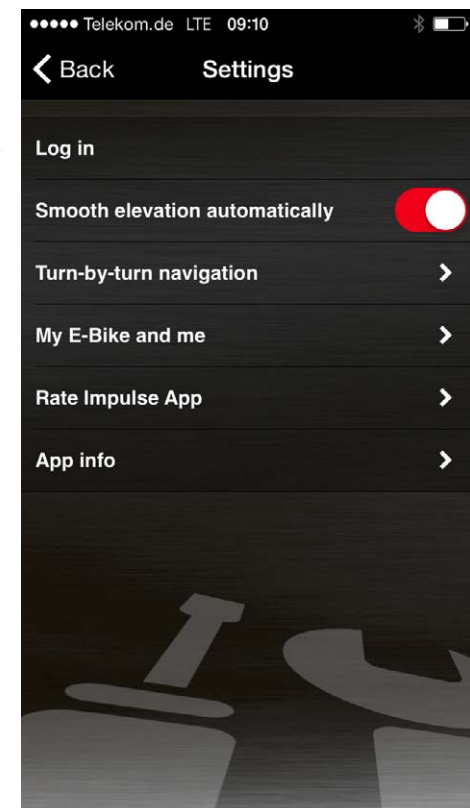 Telekom.de LTE 09:10
Back Settings
Log in
Smooth elevation automatically
Turn-by-turn navigation
My E-Bike and me
Rate Impulse App
App info